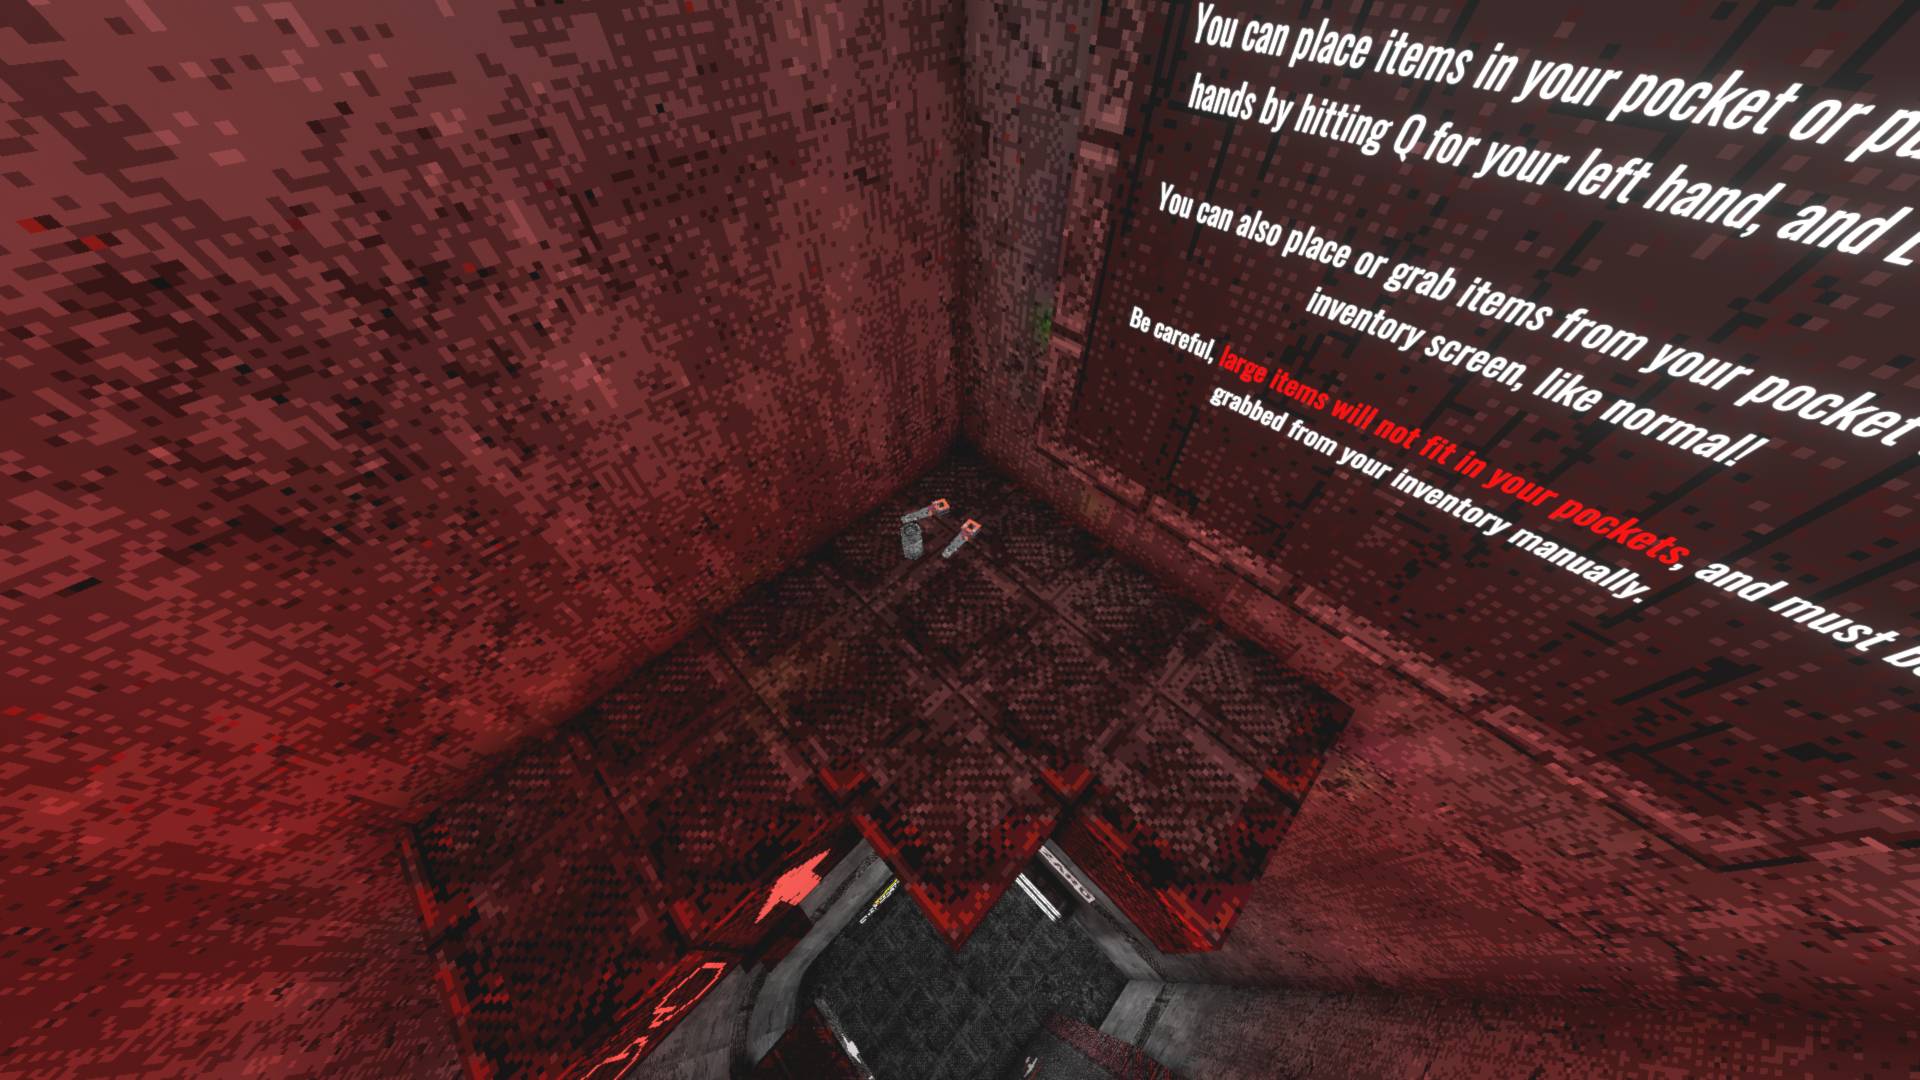 You can place items in your pocket or
hands by hitting Q for your left hand, and
You can also place or grab items from your pocket
inventory screen, like normal!
Be careful, large items will not fit in your pockets, and must
grabbed from your inventory manually.